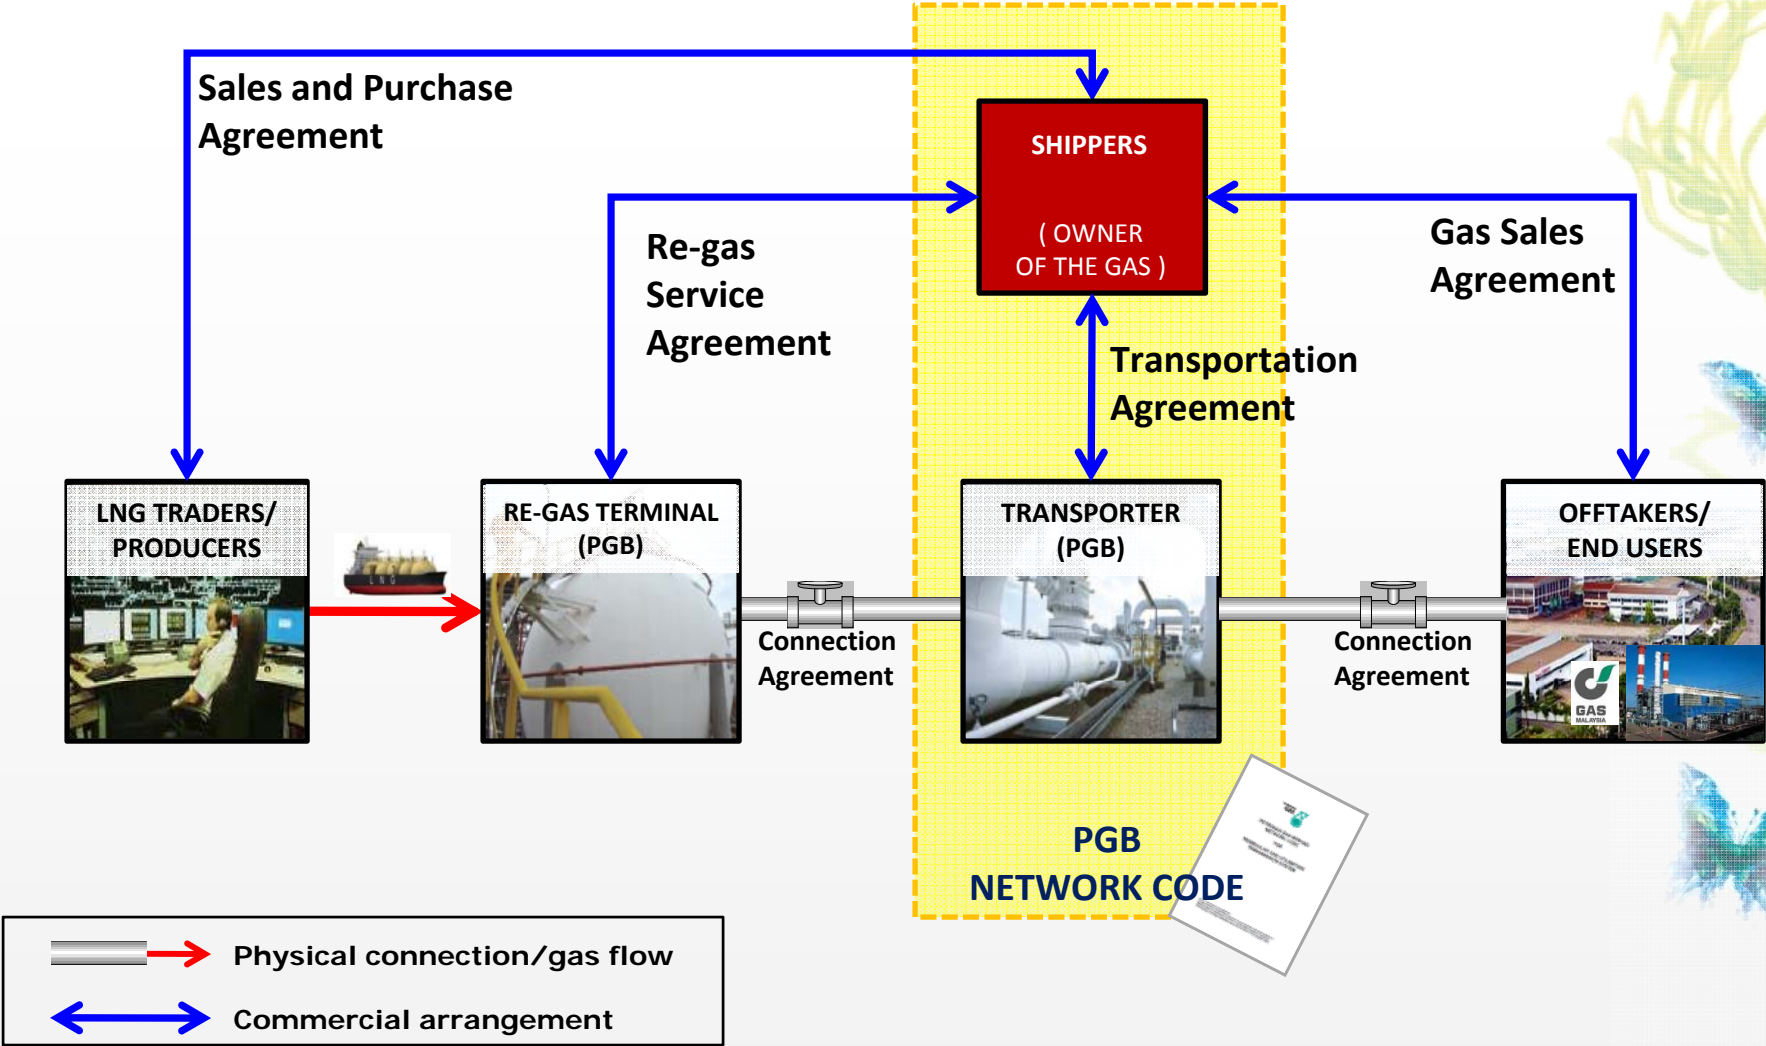 Sales and Purchase
Agreement
SHIPPERS
( OWNER
OF THE GAS )
Re-gas
Service
Agreement
Gas Sales
Agreement
Transportation
Agreement
LNG TRADERS/
PRODUCERS
LNG
RE-GAS TERMINAL
(PGB)
TRANSPORTER
(PGB)
OFFTAKERS/
END USERS
Connection
Agreement
Connection
Agreement
GAS
MALAYSIA
PGB
NETWORK CODE
Physical connection/gas flow
Commercial arrangement